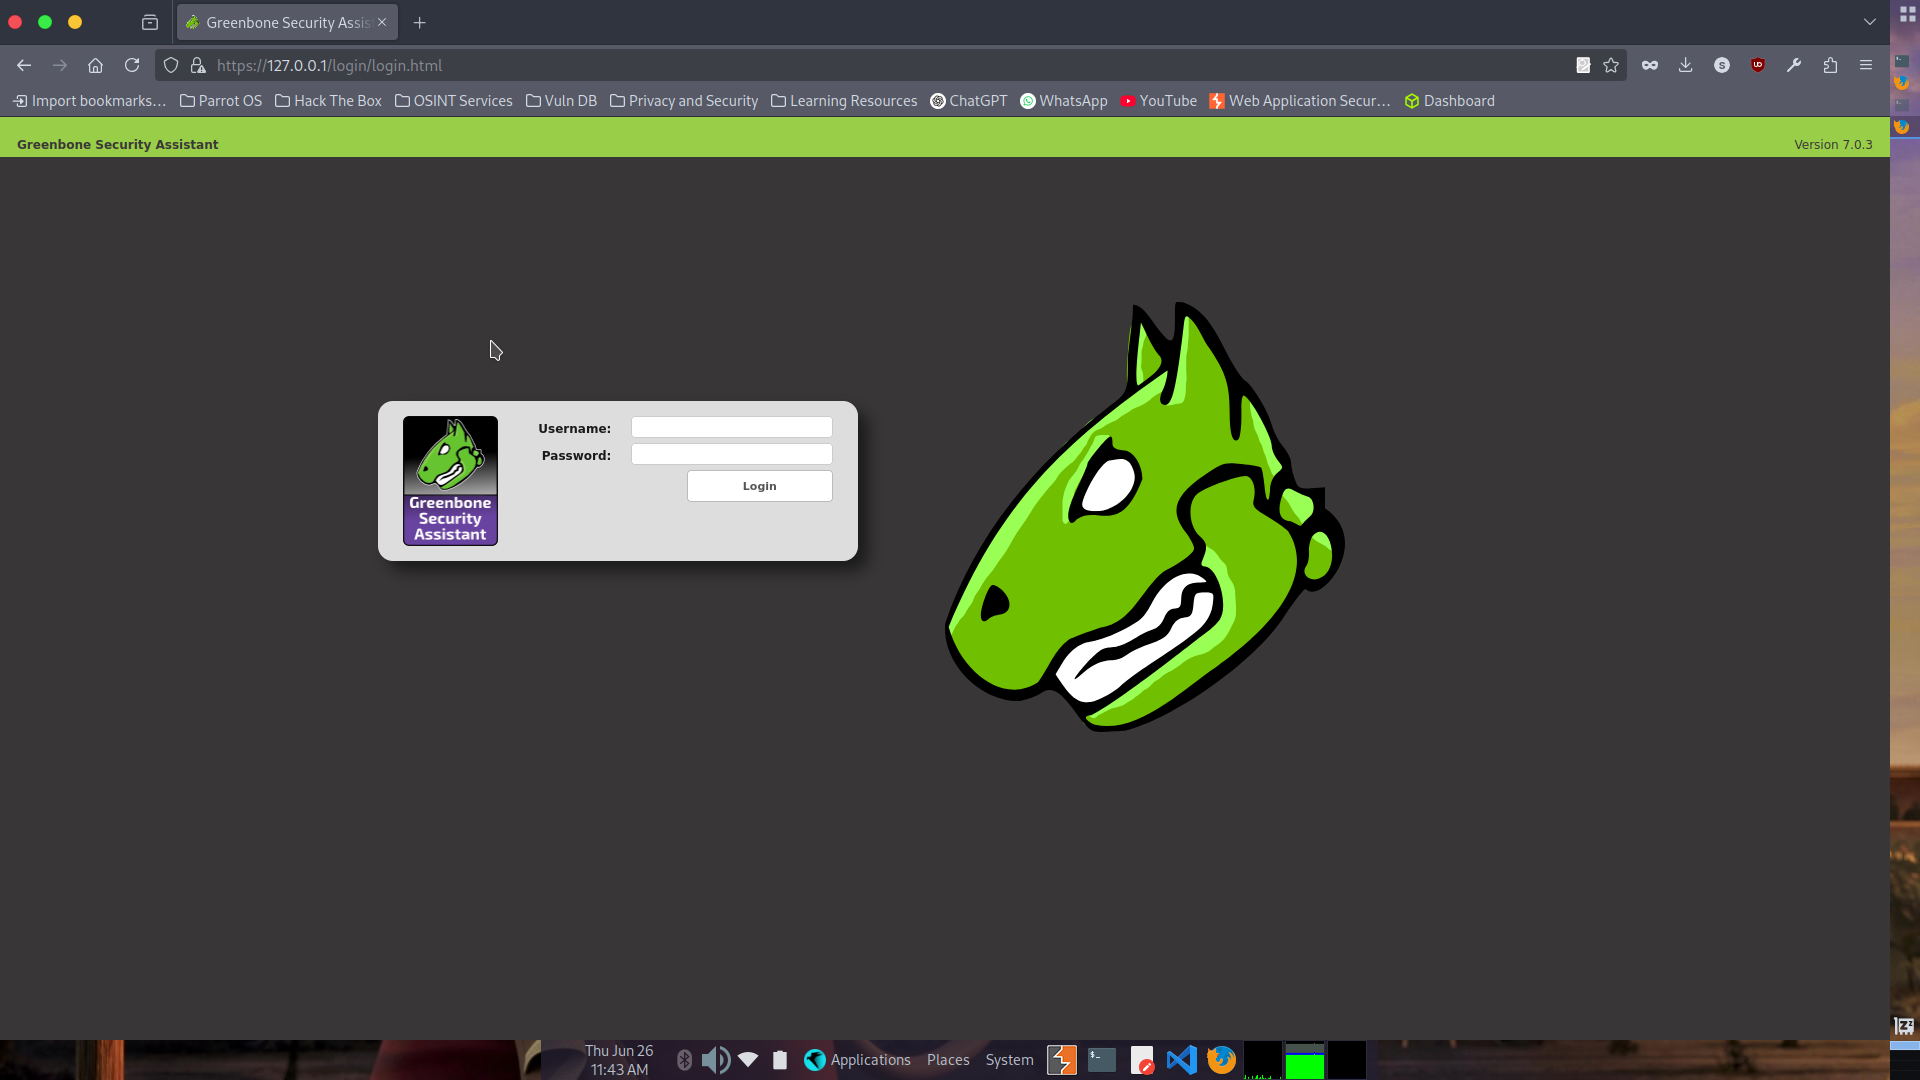 Greenbone Security Assis
https://127.0.0.1/login/login.html
Import bookmarks… Parrot OS Hack The Box OSINT Services Vuln DB Privacy and Security Learning Resources ChatGPT WhatsApp YouTube Web Application Secur… Dashboard
Greenbone Security Assistant Version 7.0.3
Username:
Password:
Login
Greenbone
Security
Assistant
Thu Jun 26
11:43 AM
Applications Places System